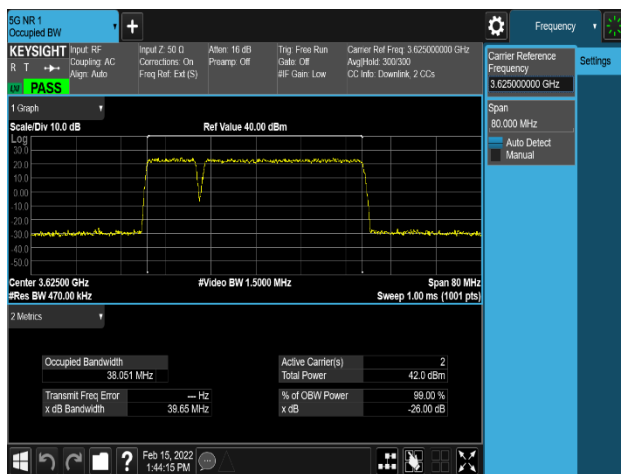 5G NR 1
Occupied BW
+
Frequency
KEYSIGHT
R T
LXI
PASS
Input: RF
Coupling: AC
Align: Auto
Input Z: 50 Ω
Corrections: On
Freq Ref: Ext (S)
Atten: 16 dB
Preamp: Off
Trig: Free Run
Gate: Off
#IF Gain: Low
Carrier Ref Freq: 3.625000000 GHz
Avg|Hold: 300/300
CC Info: Downlink, 2 CCs
Carrier Reference
Frequency
3.625000000 GHz
Settings
Span
80.000 MHz
Auto Detect
Manual
1 Graph
Scale/Div 10.0 dB
Ref Value 40.00 dBm
Log
30.0
20.0
10.0
0.00
-10.0
-20.0
-30.0
-40.0
-50.0
Center 3.62500 GHz
#Video BW 1.5000 MHz
Span 80 MHz
#Res BW 470.00 kHz
Sweep 1.00 ms (1001 pts)
2 Metrics
Occupied Bandwidth
38.051 MHz
Active Carrier(s) 2
Total Power 42.0 dBm
Transmit Freq Error --- Hz
x dB Bandwidth 39.65 MHz
% of OBW Power 99.00 %
x dB -26.00 dB
?
Feb 15, 2022
1:44:15 PM